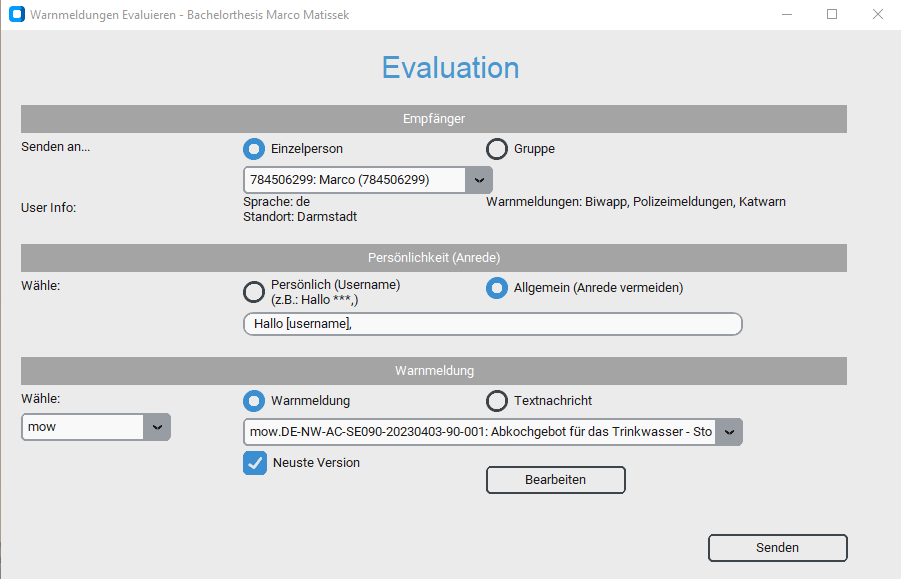 Warnmeldungen Evaluieren - Bachelorthesis Marco Matissek
Evaluation
Empfänger
Senden an...
Einzelperson
Gruppe
784506299: Marco (784506299)
User Info:
Sprache: de
Standort: Darmstadt
Warnmeldungen: Biwapp, Polizeimeldungen, Katwarn
Persönlichkeit (Anrede)
Wähle:
Persönlich (Username)
(z.B.: Hallo ***,)
Allgemein (Anrede vermeiden)
Hallo [username],
Warnmeldung
Wähle:
Warnmeldung
Textnachricht
mow
mow.DE-NW-AC-SE090-20230403-90-001: Abkochgebot für das Trinkwasser - Sto
Neuste Version
Bearbeiten
Senden